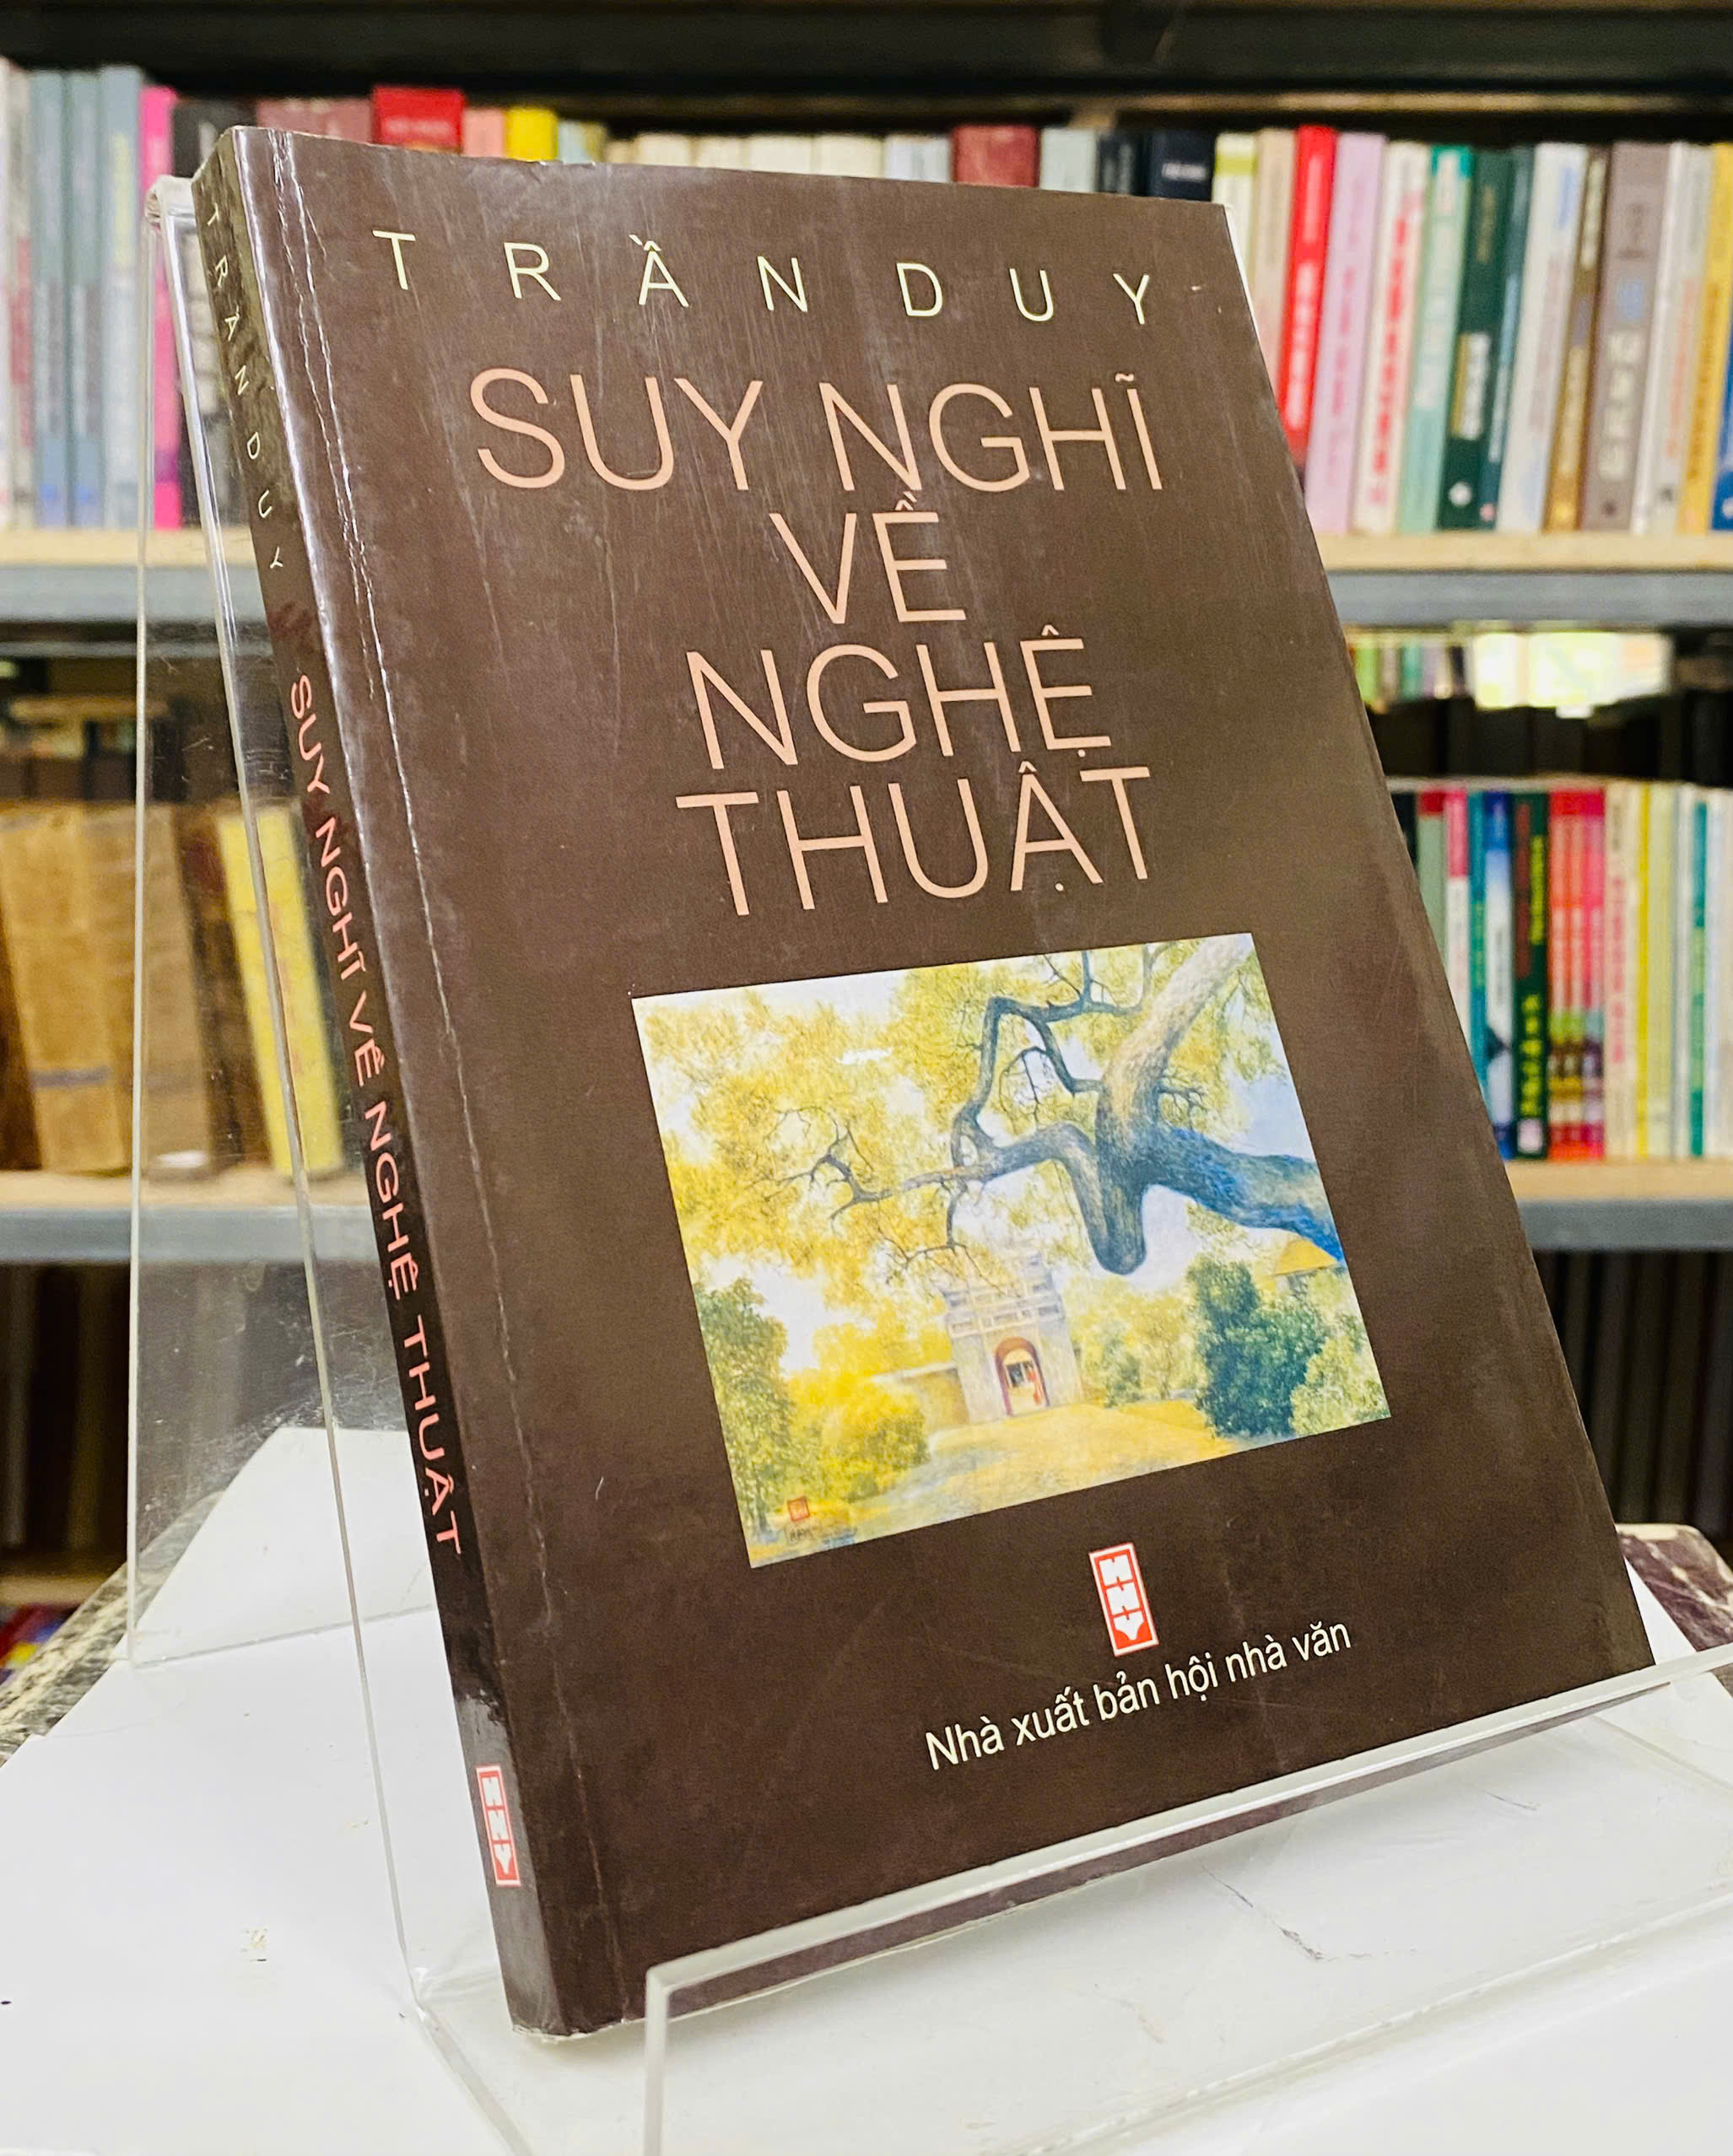 TRẦN DUY
SUY NGHĨ
VỀ
NGHỆ
THUẬT
Nhà xuất bản hội nhà văn
TRẦN DUY SUY NGHĨ VỀ NGHỆ THUẬT